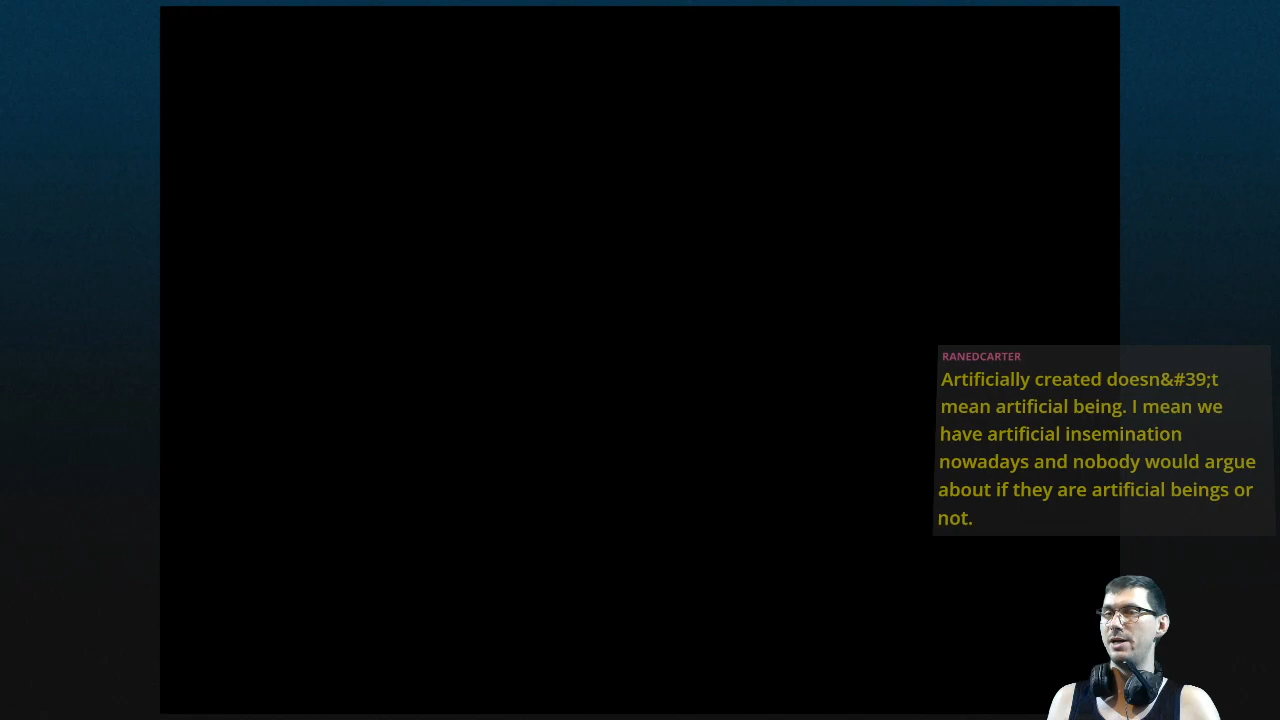 RANEDCARTER
Artificially created doesn&#39;t
mean artificial being. I mean we
have artificial insemination
nowadays and nobody would argue
about if they are artificial beings or
not.